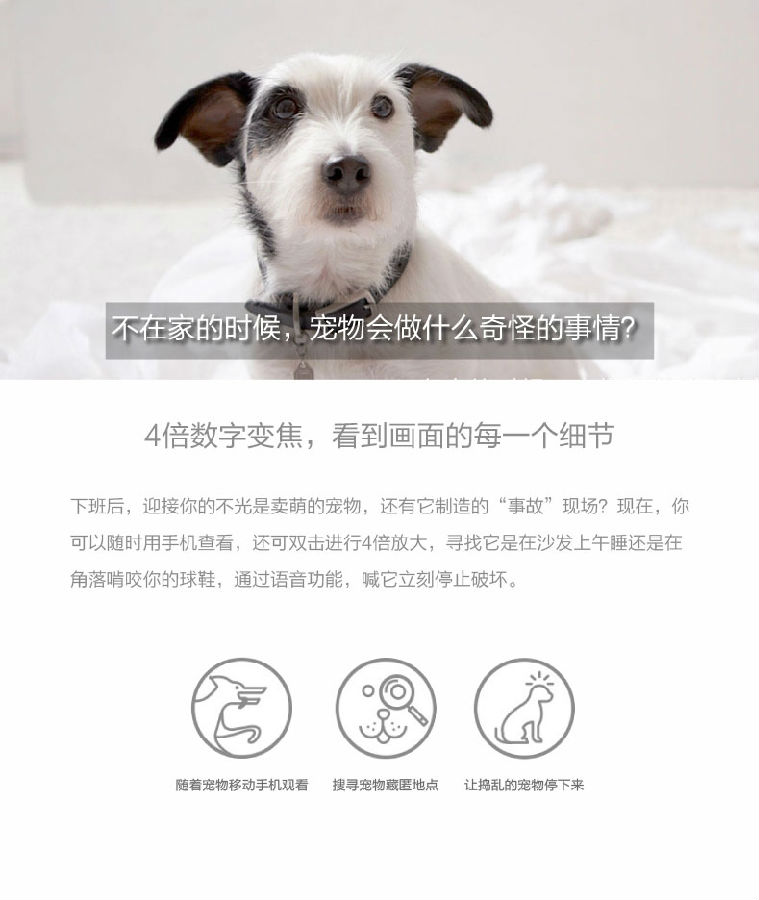 不在家的时候，宠物会做什么奇怪的事情？
4倍数字变焦，看到画面的每一个细节
下班后，迎接你的不光是卖萌的宠物，还有它制造的“事故”现场？现在，你
可以随时用手机查看，还可双击进行4倍放大，寻找它是在沙发上午睡还是在
角落啃咬你的球鞋，通过语音功能，喊它立刻停止破坏。
随着宠物移动手机观看
搜寻宠物藏匿地点
让捣乱的宠物停下来